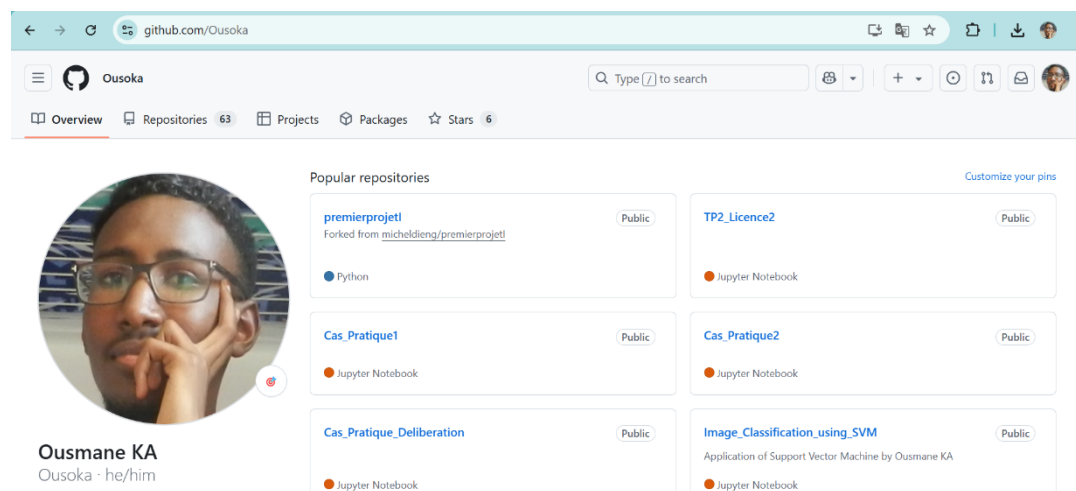 github.com/Ousoka
Ousoka
Type / to search
Overview Repositories 63 Projects Packages Stars 6
Popular repositories Customize your pins
premierprojetl Public
Forked from micheldieng/premierprojetl
Python
TP2_Licence2 Public
Jupyter Notebook
Cas_Pratique1 Public
Jupyter Notebook
Cas_Pratique2 Public
Jupyter Notebook
Cas_Pratique_Deliberation Public
Jupyter Notebook
Image_Classification_using_SVM Public
Application of Support Vector Machine by Ousmane KA
Jupyter Notebook
Ousmane KA
Ousoka · he/him